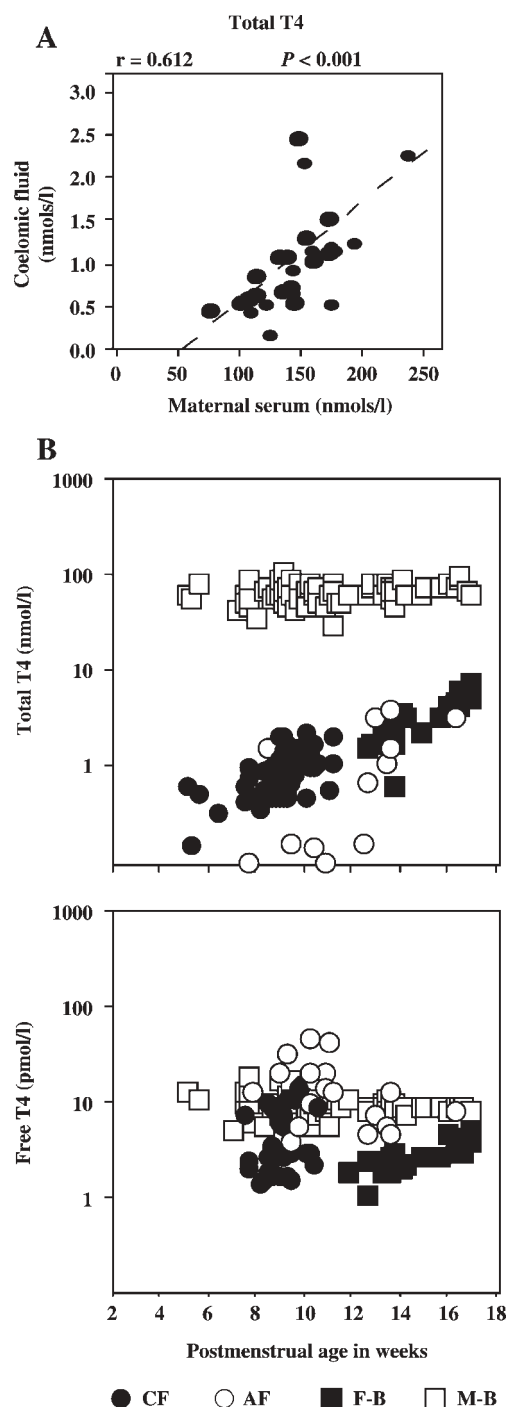 Total T4
A
r = 0.612 P < 0.001
3.0
2.5
2.0
1.5
1.0
0.5
0.0
Coelomic fluid
(nmols/l)
0 50 100 150 200 250
Maternal serum (nmols/l)
B
1000
100
10
1
Total T4 (nmol/l)
1000
100
10
1
Free T4 (pmol/l)
2 4 6 8 10 12 14 16 18
Postmenstrual age in weeks
CF AF F-B M-B